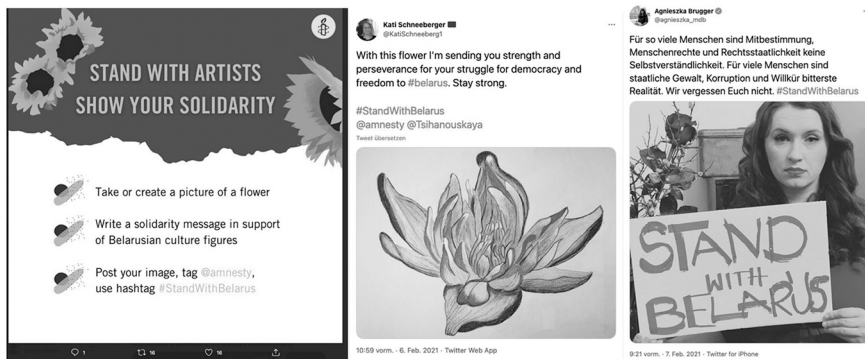 STAND WITH ARTISTS
SHOW YOUR SOLIDARITY
Take or create a picture of a flower
Write a solidarity message in support
of Belarusian culture figures
Post your image, tag @amnesty,
use hashtag #StandWithBelarus
1
16
16
Kati Schneeberger
@KatiSchneeberg1
With this flower I'm sending you strength and
perseverance for your struggle for democracy and
freedom to #belarus. Stay strong.
#StandWithBelarus
@amnesty @Tsihanouskaya
Tweet übersetzen
10:59 vorm. · 6. Feb. 2021 · Twitter Web App
Agnieszka Brugger
@agnieszka_mdb
Für so viele Menschen sind Mitbestimmung,
Menschenrechte und Rechtsstaatlichkeit keine
Selbstverständlichkeit. Für viele Menschen sind
staatliche Gewalt, Korruption und Willkür bitterste
Realität. Wir vergessen Euch nicht. #StandWithBelarus
STAND
WITH
BELARUS
9:21 vorm. · 7. Feb. 2021 · Twitter for iPhone